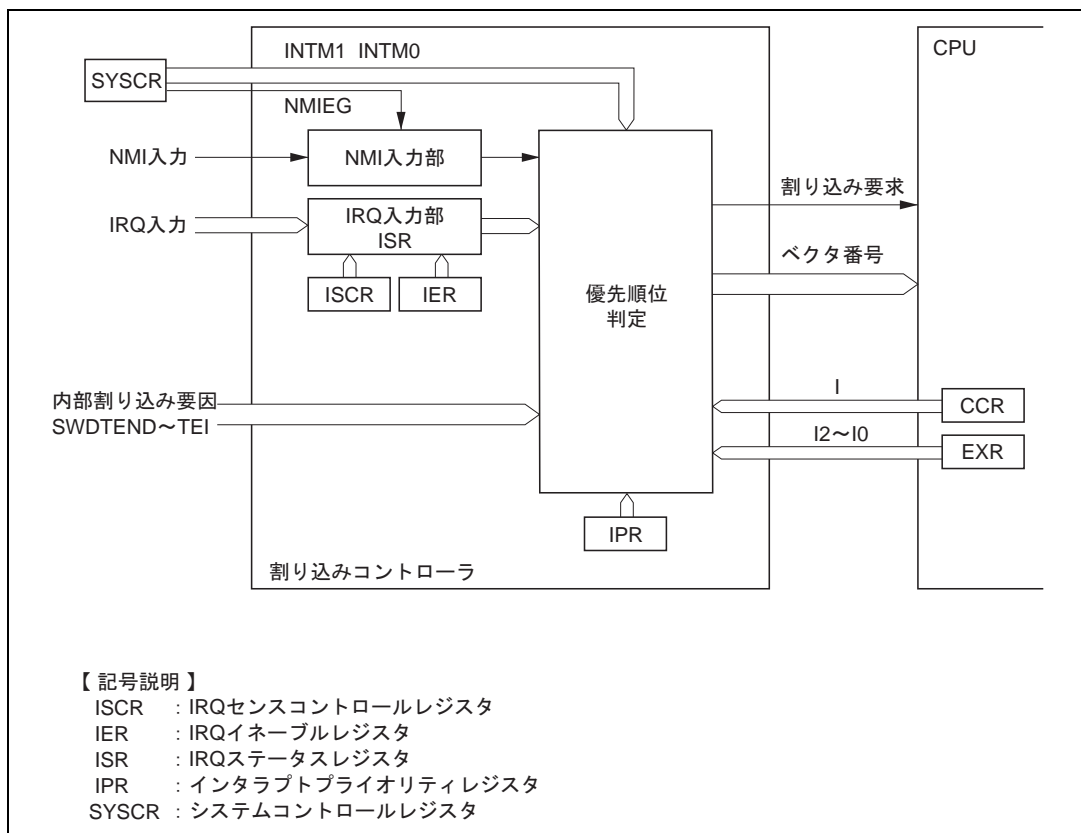 INTM1 INTM0
CPU
SYSCR
NMIEG
NMI入力
NMI入力部
割り込み要求
IRQ入力
IRQ入力部
ISR
ベクタ番号
ISCR
IER
優先順位
判定
内部割り込み要因
SWDTEND～TEI
I
CCR
I2～I0
EXR
IPR
割り込みコントローラ
【 記号説明 】
ISCR : IRQセンスコントロールレジスタ
IER : IRQイネーブルレジスタ
ISR : IRQステータスレジスタ
IPR : インタラプトプライオリティレジスタ
SYSCR : システムコントロールレジスタ